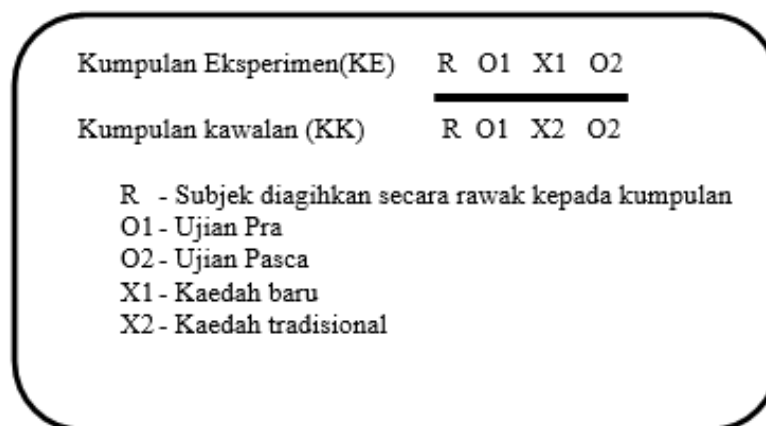 Kumpulan Eksperimen(KE) R O1 X1 O2
Kumpulan kawalan (KK) R O1 X2 O2
R - Subjek diagihkan secara rawak kepada kumpulan
O1 - Ujian Pra
O2 - Ujian Pasca
X1 - Kaedah baru
X2 - Kaedah tradisional